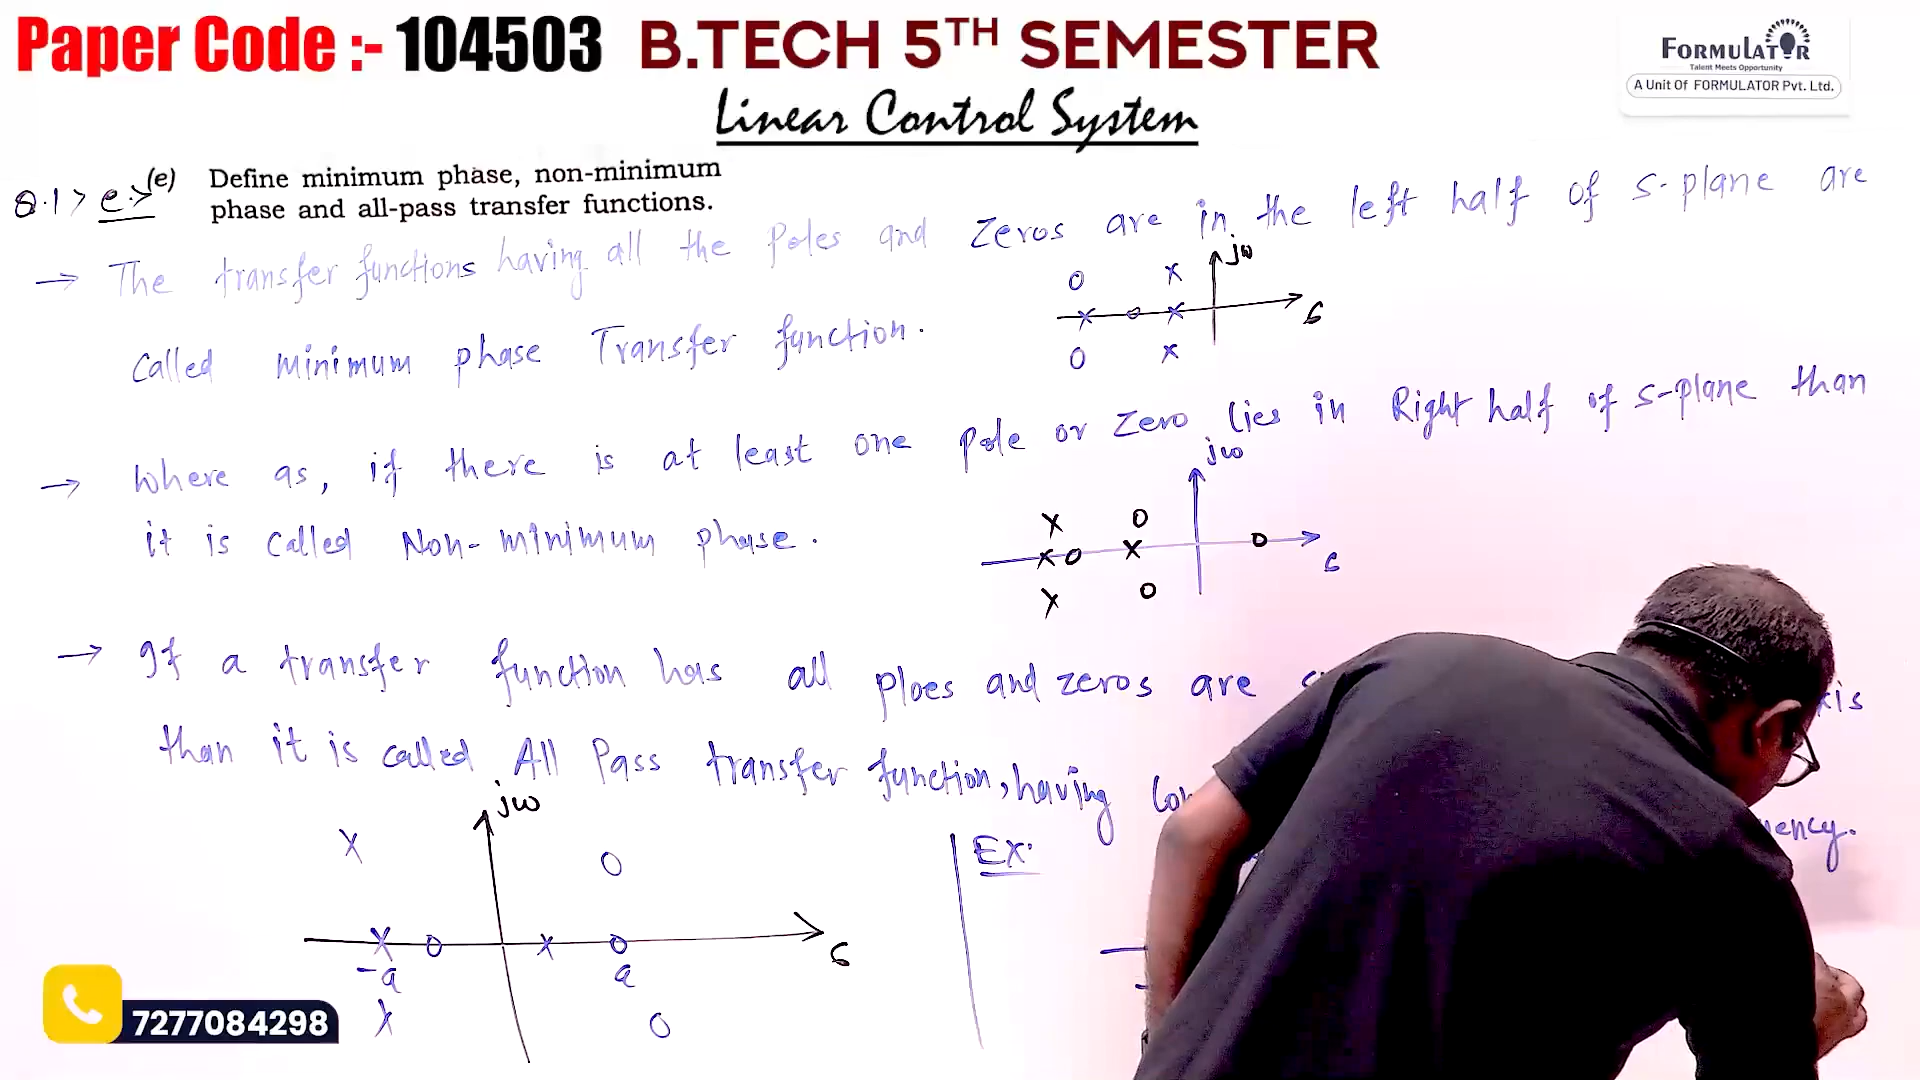 Paper Code :- 104503 B.TECH 5TH SEMESTER
FORMULATOR
Talent Meets Opportunity
A Unit Of FORMULATOR Pvt. Ltd.
Linear Control System
Q.1> e.> (e) Define minimum phase, non-minimum
phase and all-pass transfer functions.
→ The transfer functions having all the Poles and Zeros are in the left half of s-plane are
called minimum phase Transfer function.
jω
σ
→ Where as, if there is at least one pole or Zero lies in Right half of s-plane than
it is called Non-minimum phase.
jω
σ
→ If a transfer function has all ploes and zeros are
than it is called All Pass transfer function, having
jω
σ
-a
a
Ex:
7277084298